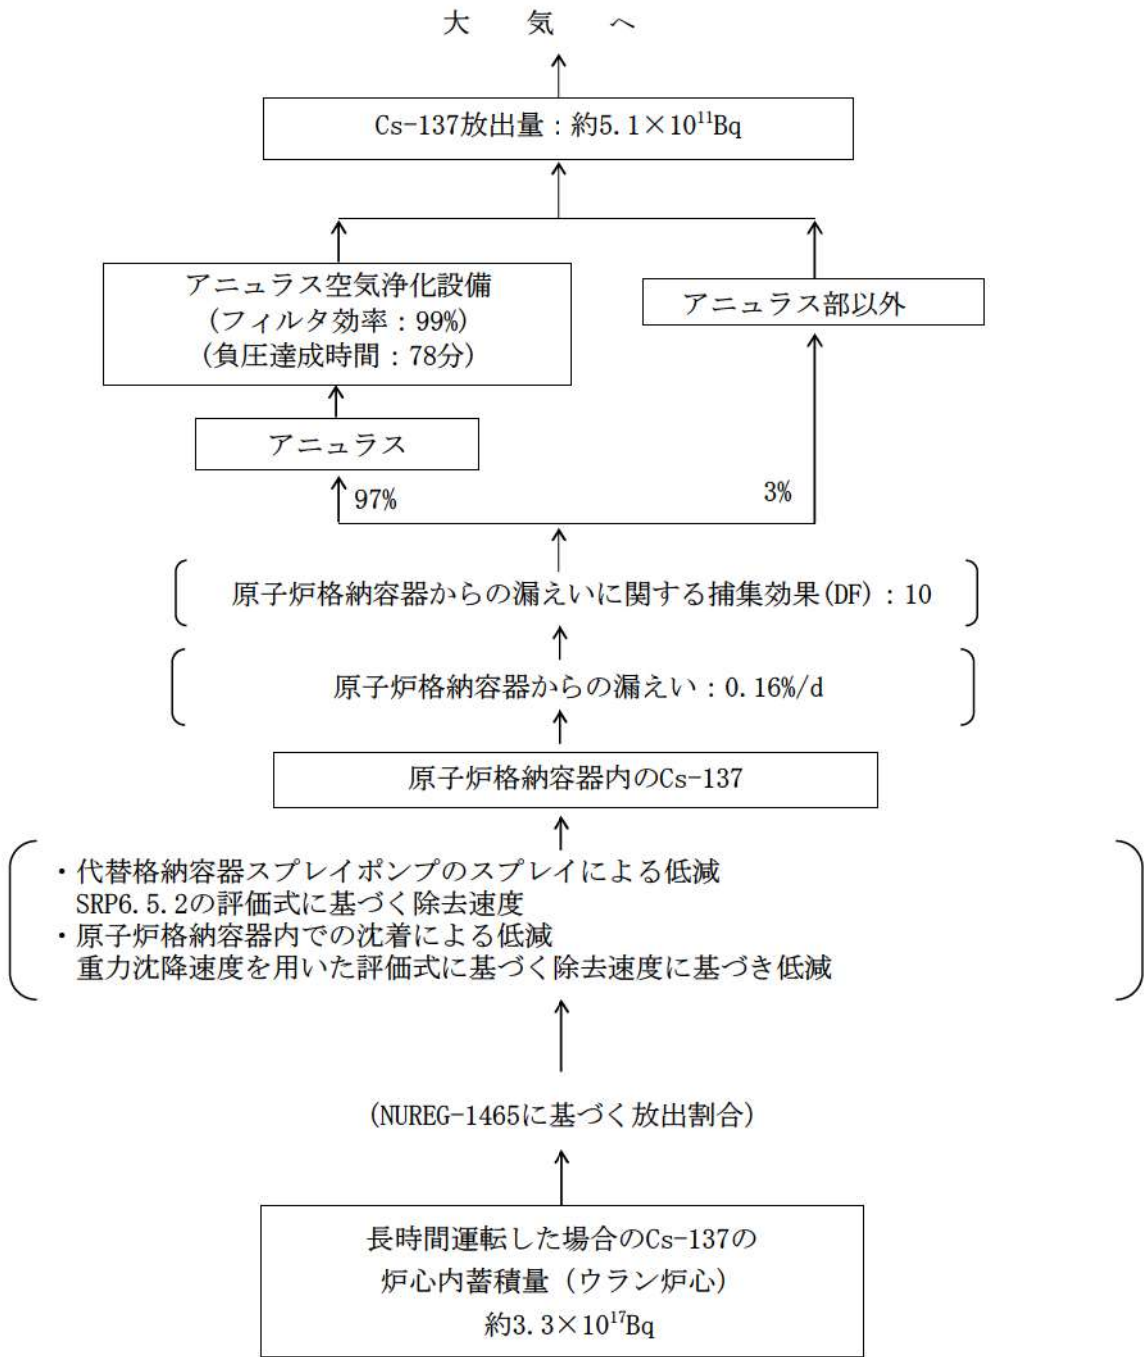 大 気 へ
Cs-137放出量：約5.1×10¹¹Bq
アニュラス空気浄化設備
(フィルタ効率：99%)
(負圧達成時間：78分)
アニュラス部以外
アニュラス
97%
3%
原子炉格納容器からの漏えいに関する捕集効果(DF)：10
原子炉格納容器からの漏えい：0.16%/d
原子炉格納容器内のCs-137
・代替格納容器スプレイポンプのスプレイによる低減
SRP6.5.2の評価式に基づく除去速度
・原子炉格納容器内での沈着による低減
重力沈降速度を用いた評価式に基づく除去速度に基づき低減
(NUREG-1465に基づく放出割合)
長時間運転した場合のCs-137の
炉心内蓄積量（ウラン炉心）
約3.3×10¹⁷Bq